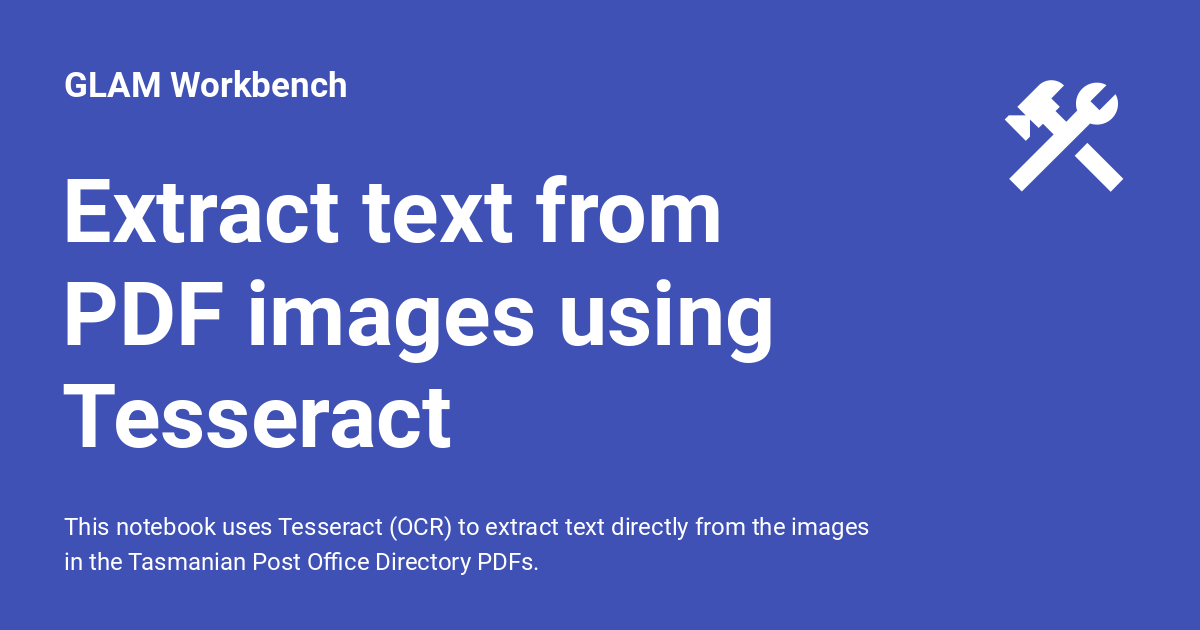 GLAM Workbench
Extract text from
PDF images using
Tesseract
This notebook uses Tesseract (OCR) to extract text directly from the images
in the Tasmanian Post Office Directory PDFs.